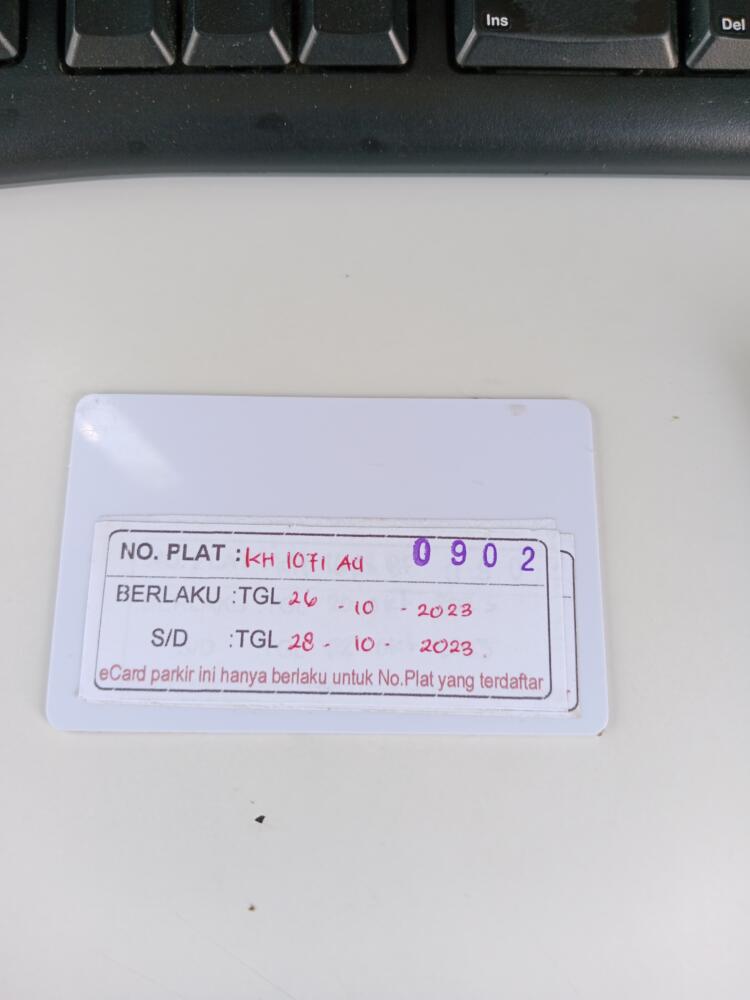 Ins
Del
NO. PLAT : KH 1071 AU 0902
BERLAKU :TGL 26 - 10 - 2023
S/D :TGL 28 - 10 - 2023
eCard parkir ini hanya berlaku untuk No.Plat yang terdaftar